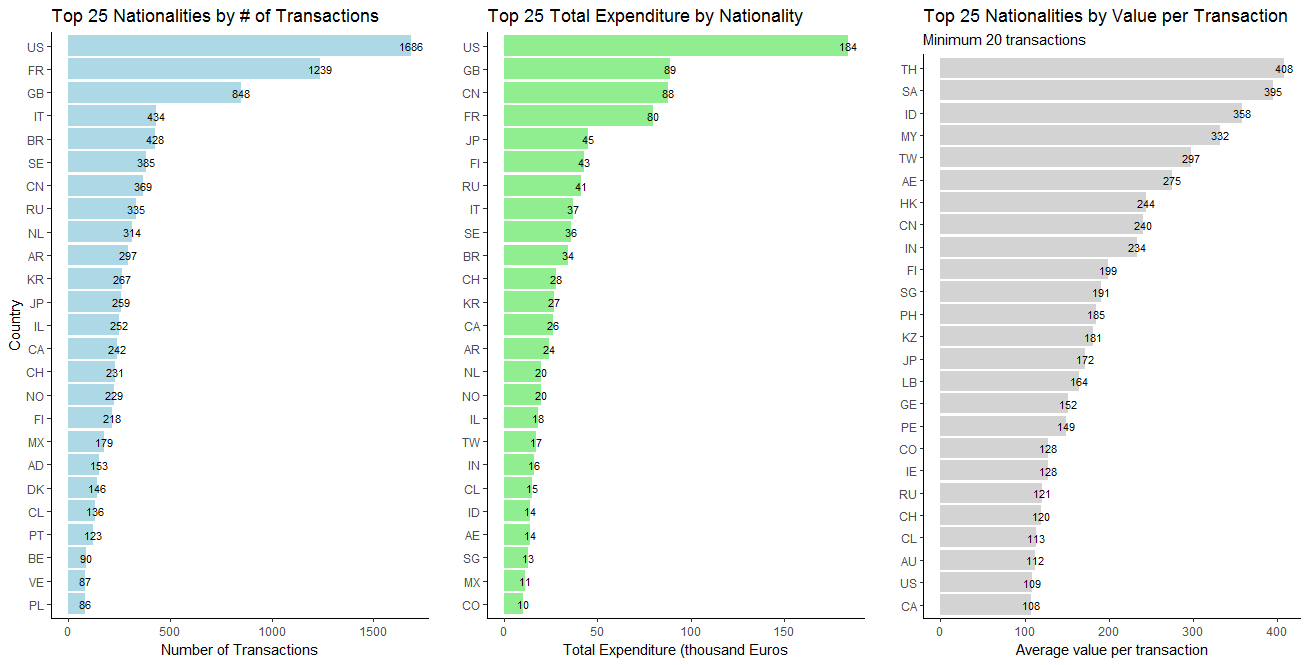 Top 25 Nationalities by # of Transactions
Country
US 1686
FR 1239
GB 848
IT 434
BR 428
SE 385
CN 369
RU 335
NL 314
AR 297
KR 267
JP 259
IL 252
CA 242
CH 231
NO 229
FI 218
MX 179
AD 153
DK 146
CL 136
PT 123
BE 90
VE 87
PL 86
0 500 1000 1500
Number of Transactions
Top 25 Total Expenditure by Nationality
US 184
GB 89
CN 88
FR 80
JP 45
FI 43
RU 41
IT 37
SE 36
BR 34
CH 28
KR 27
CA 26
AR 24
NL 20
NO 20
IL 18
TW 17
IN 16
CL 15
ID 14
AE 14
SG 13
MX 11
CO 10
0 50 100 150
Total Expenditure (thousand Euros
Top 25 Nationalities by Value per Transaction
Minimum 20 transactions
TH 408
SA 395
ID 358
MY 332
TW 297
AE 275
HK 244
CN 240
IN 234
FI 199
SG 191
PH 185
KZ 181
JP 172
LB 164
GE 152
PE 149
CO 128
IE 128
RU 121
CH 120
CL 113
AU 112
US 109
CA 108
0 100 200 300 400
Average value per transaction